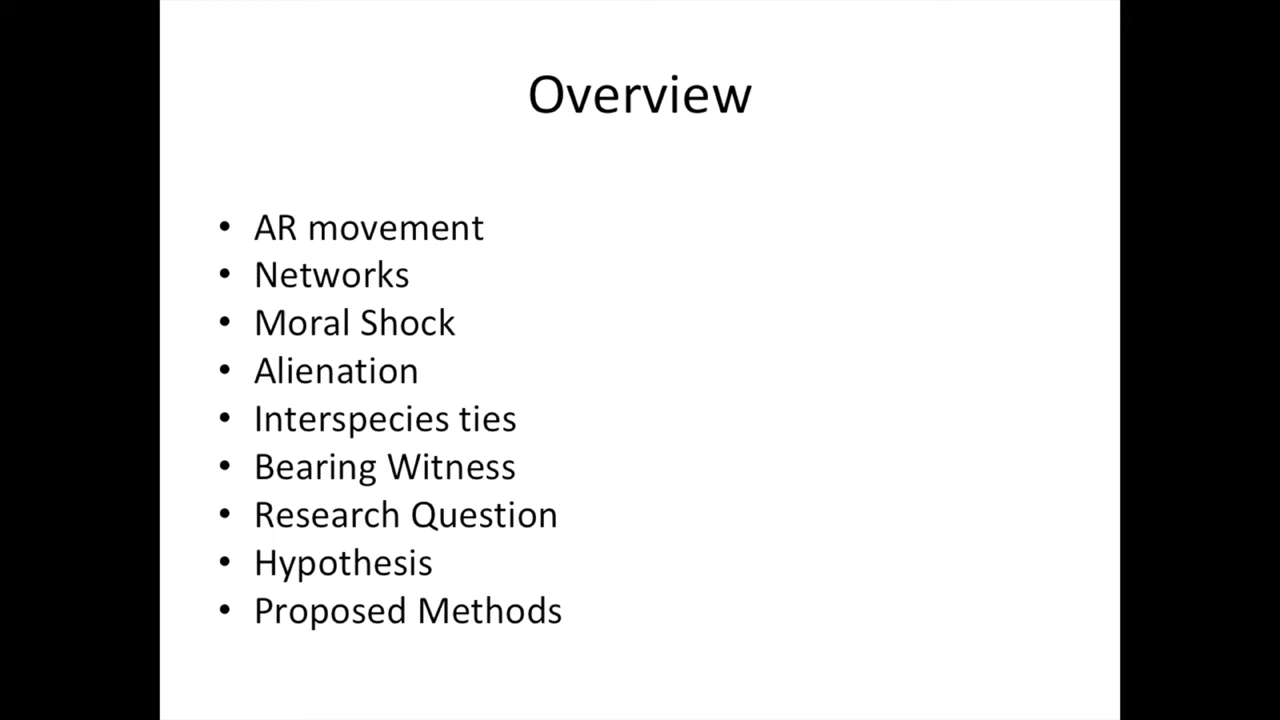 Overview
• AR movement
• Networks
• Moral Shock
• Alienation
• Interspecies ties
• Bearing Witness
• Research Question
• Hypothesis
• Proposed Methods